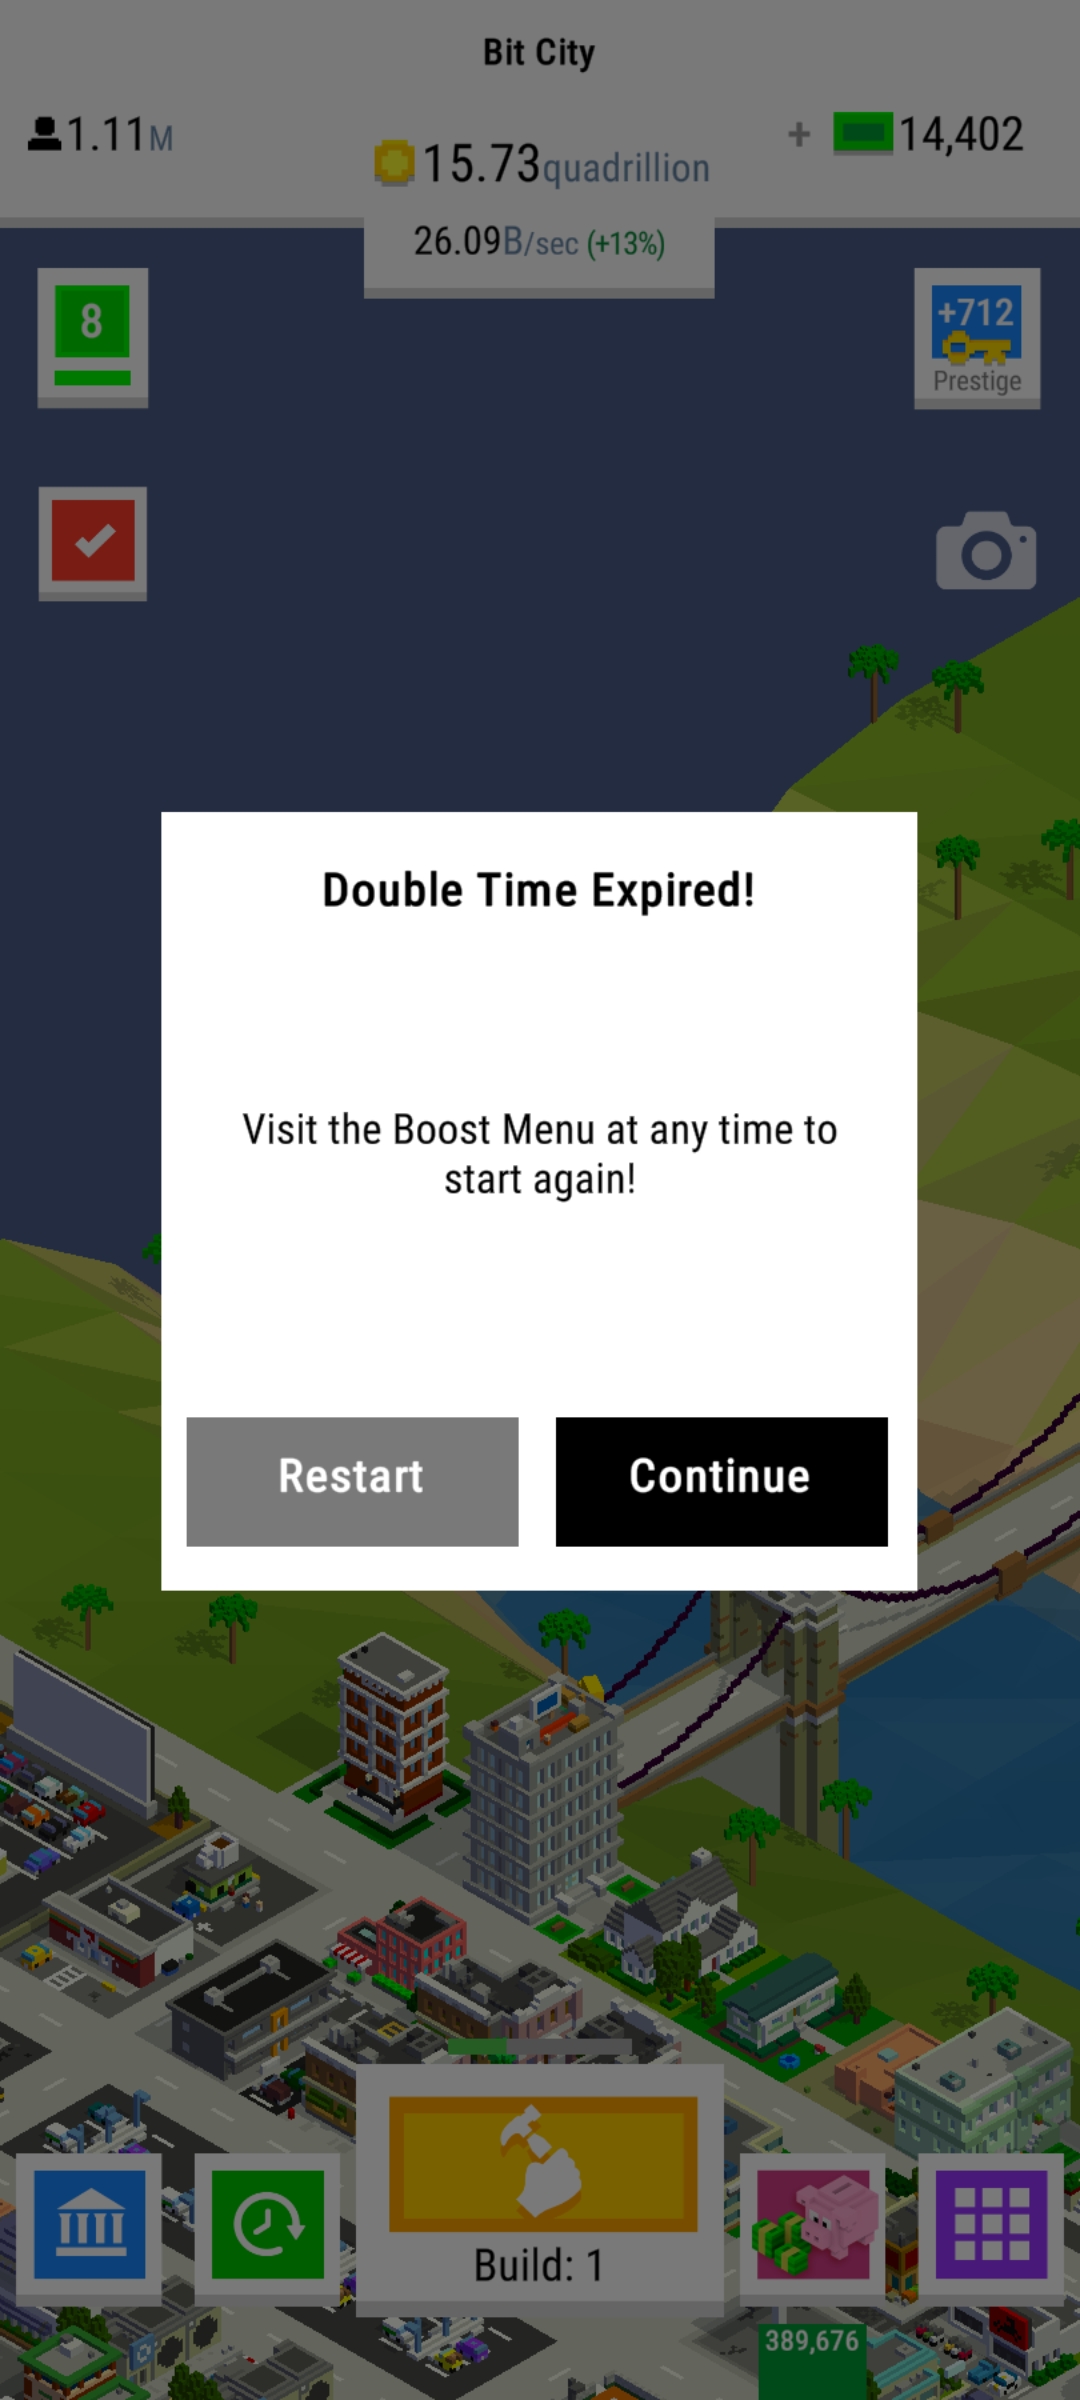 Bit City
1.11M
15.73quadrillion
+ 14,402
26.09B/sec (+13%)
8
+712
Prestige
Double Time Expired!
Visit the Boost Menu at any time to
start again!
Restart
Continue
Build: 1
389,676